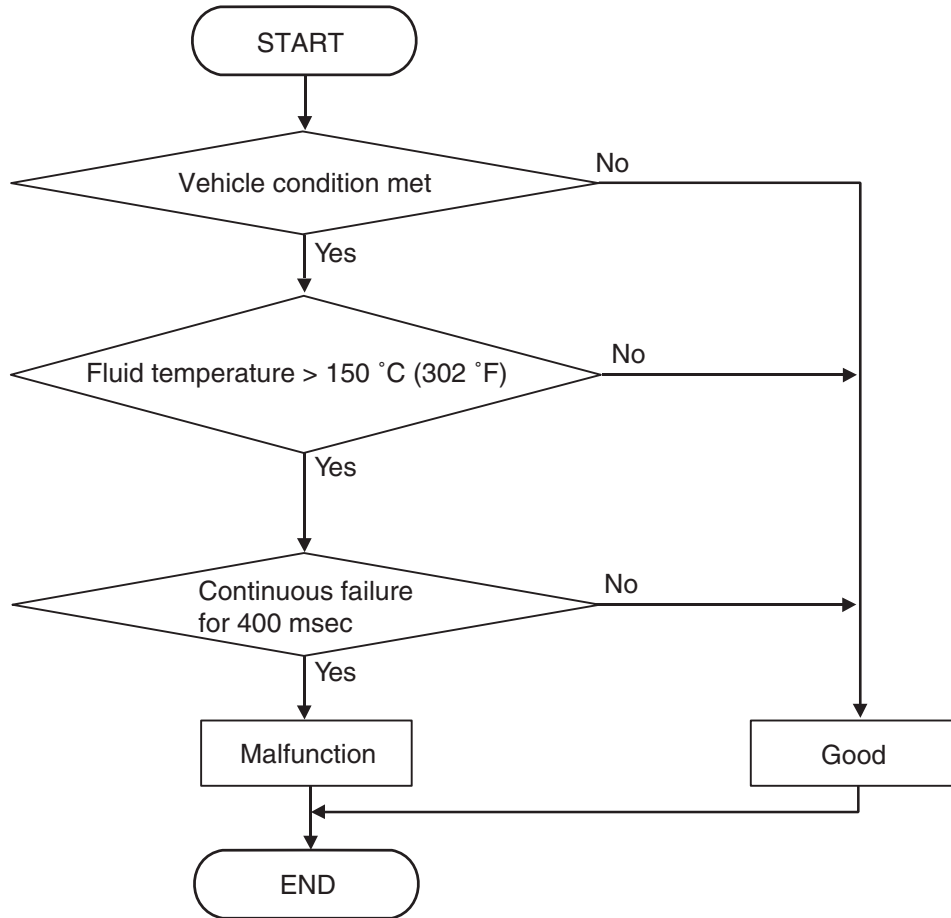 START
Vehicle condition met
No
Yes
Fluid temperature > 150 ˚C (302 ˚F)
No
Yes
Continuous failure
for 400 msec
No
Yes
Malfunction
Good
END